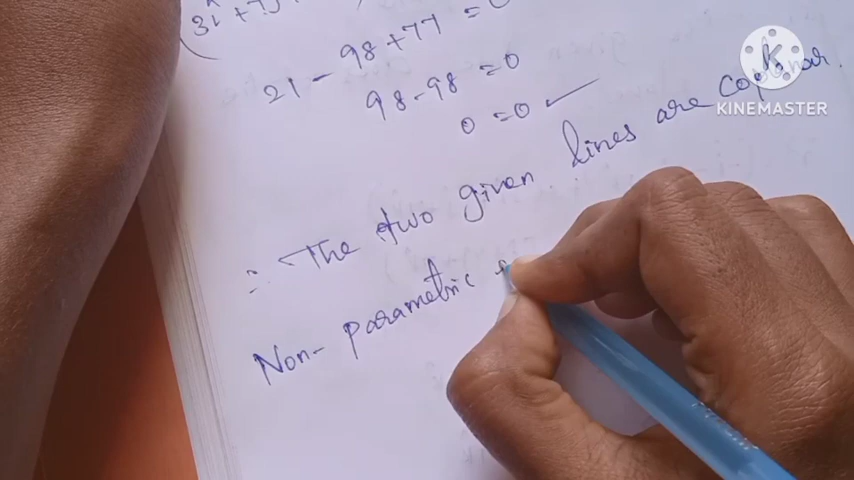 21 - 98 + 77 = 0
98 - 98 = 0
0 = 0 ✓
∴ The two given lines are coplanar.
Non-parametric
KINEMASTER